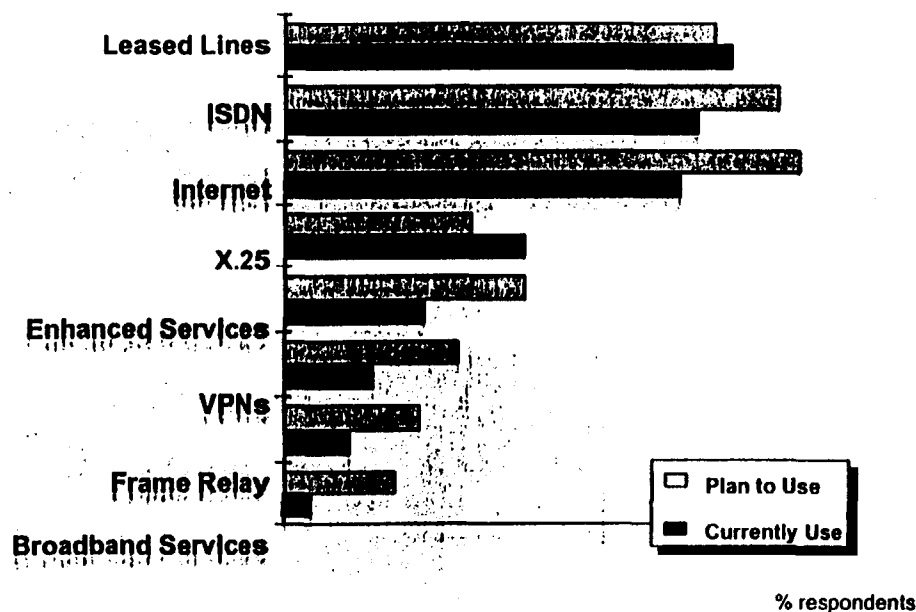 Leased Lines
ISDN
Internet
X.25
Enhanced Services
VPNs
Frame Relay
Broadband Services
Plan to Use
Currently Use
% respondents